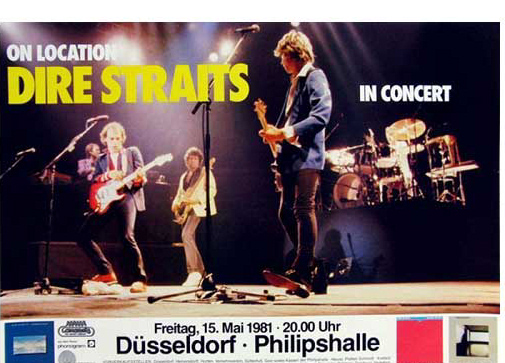 ON LOCATION
DIRE STRAITS
IN CONCERT
Freitag, 15. Mai 1981 · 20.00 Uhr
Düsseldorf · Philipshalle
phonogram